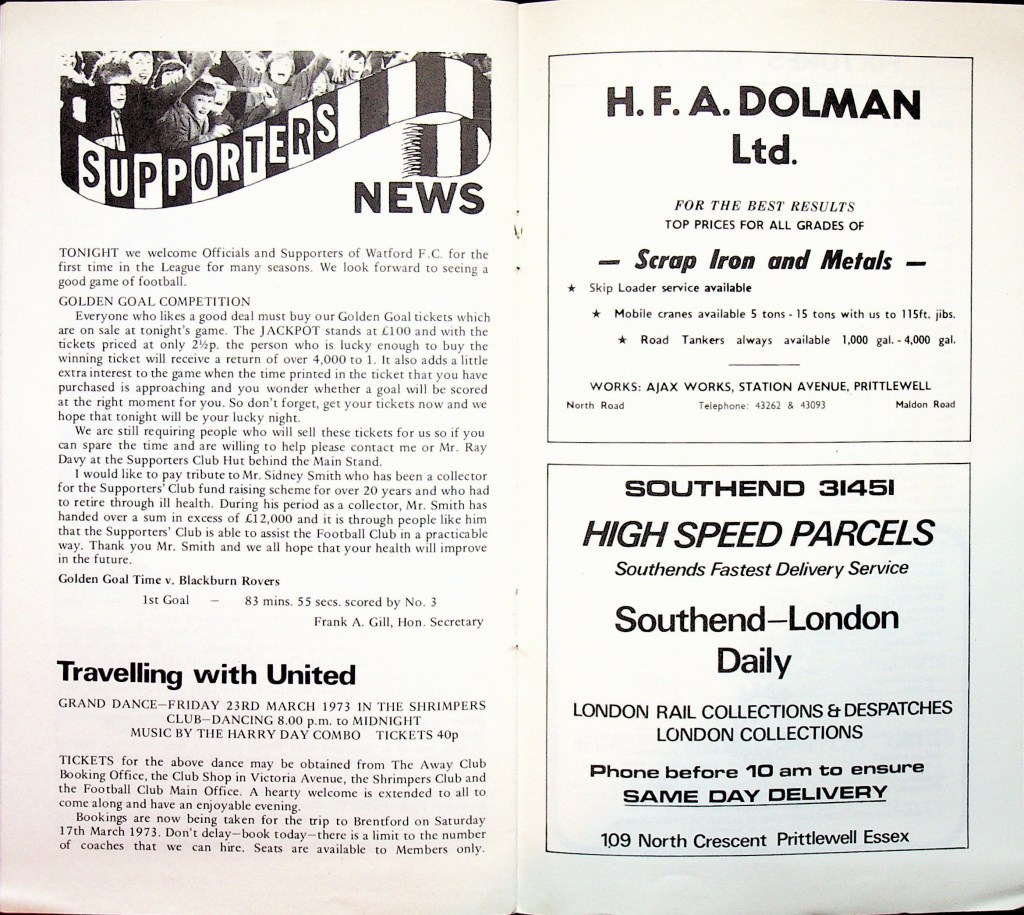 SUPPORTERS
NEWS
TONIGHT we welcome Officials and Supporters of Watford F.C. for the
first time in the League for many seasons. We look forward to seeing a
good game of football.
GOLDEN GOAL COMPETITION
Everyone who likes a good deal must buy our Golden Goal tickets which
are on sale at tonight's game. The JACKPOT stands at £100 and with the
tickets priced at only 2½p. the person who is lucky enough to buy the
winning ticket will receive a return of over 4,000 to 1. It also adds a little
extra interest to the game when the time printed in the ticket that you have
purchased is approaching and you wonder whether a goal will be scored
at the right moment for you. So don't forget, get your tickets now and we
hope that tonight will be your lucky night.
We are still requiring people who will sell these tickets for us so if you
can spare the time and are willing to help please contact me or Mr. Ray
Davy at the Supporters Club Hut behind the Main Stand.
I would like to pay tribute to Mr. Sidney Smith who has been a collector
for the Supporters' Club fund raising scheme for over 20 years and who had
to retire through ill health. During his period as a collector, Mr. Smith has
handed over a sum in excess of £12,000 and it is through people like him
that the Supporters' Club is able to assist the Football Club in a practicable
way. Thank you Mr. Smith and we all hope that your health will improve
in the future.
Golden Goal Time v. Blackburn Rovers
1st Goal — 83 mins. 55 secs. scored by No. 3
Frank A. Gill, Hon. Secretary
Travelling with United
GRAND DANCE—FRIDAY 23RD MARCH 1973 IN THE SHRIMPERS
CLUB—DANCING 8.00 p.m. to MIDNIGHT
MUSIC BY THE HARRY DAY COMBO TICKETS 40p
TICKETS for the above dance may be obtained from The Away Club
Booking Office, the Club Shop in Victoria Avenue, the Shrimpers Club and
the Football Club Main Office. A hearty welcome is extended to all to
come along and have an enjoyable evening.
Bookings are now being taken for the trip to Brentford on Saturday
17th March 1973. Don't delay—book today—there is a limit to the number
of coaches that we can hire. Seats are available to Members only.
H. F. A. DOLMAN
Ltd.
FOR THE BEST RESULTS
TOP PRICES FOR ALL GRADES OF
— Scrap Iron and Metals —
★ Skip Loader service available
★ Mobile cranes available 5 tons - 15 tons with us to 115ft. jibs.
★ Road Tankers always available 1,000 gal. - 4,000 gal.
WORKS: AJAX WORKS, STATION AVENUE, PRITTLEWELL
North Road Telephone: 43262 & 43093 Maldon Road
SOUTHEND 31451
HIGH SPEED PARCELS
Southends Fastest Delivery Service
Southend—London
Daily
LONDON RAIL COLLECTIONS & DESPATCHES
LONDON COLLECTIONS
Phone before 10 am to ensure
SAME DAY DELIVERY
109 North Crescent Prittlewell Essex